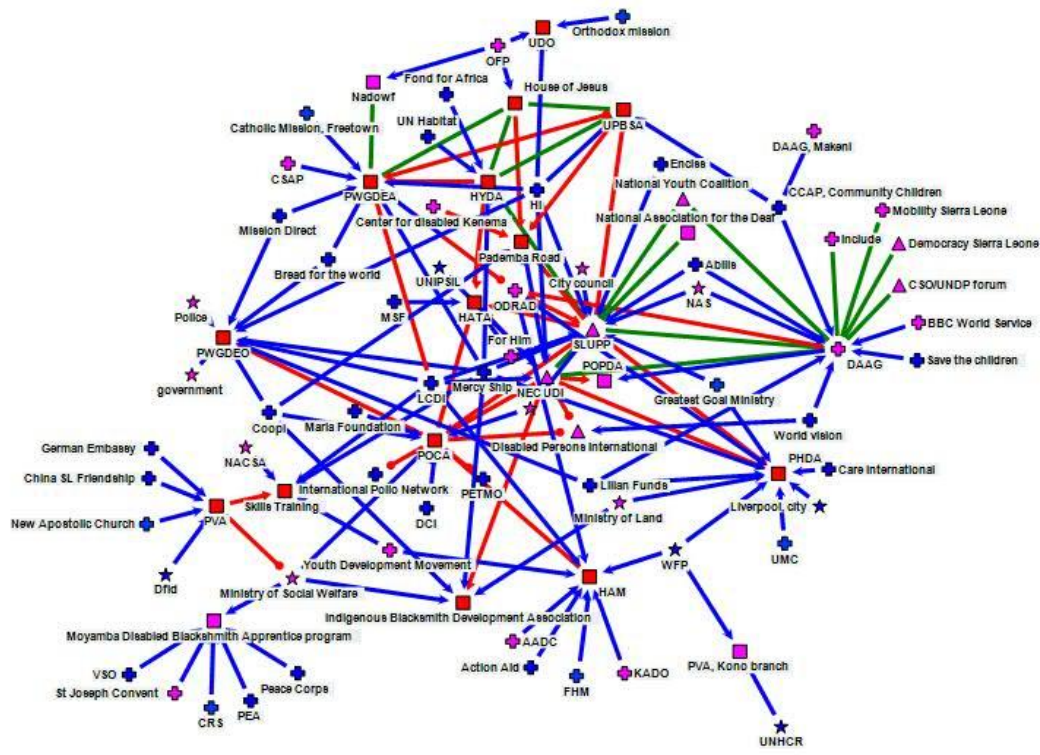 Orthodox mission
UDO
OFP
Fond for Africa
House of Jesus
Nadowf
UN Habitat
UPBSA
Catholic Mission, Freetown
DAAG, Makeni
Enciss
National Youth Coalition
CSAP
CCAP, Community Children
PWGDEA
HYDA
HI
Mobility Sierra Leone
Center for disabled Kenema
National Association for the Deaf
Mission Direct
Include
Democracy Sierra Leone
Pademba Road
Bread for the world
UNIPSIL
City council
Abilis
CSO/UNDP forum
NAS
Police
MSF
HATA
ODRAD
BBC World Service
SLUPP
PWGDEO
For Him
POPDA
DAAG
Save the children
government
Mercy Ship
NECUDI
LCDI
Greatest Goal Ministry
Coopi
Maria Foundation
World vision
German Embassy
POCA
Disabled Persons International
NACSA
PHDA
Care International
China SL Friendship
International Polio Network
Lilian Funds
PETMO
PVA
Skills Training
Liverpool, city
New Apostolic Church
DCI
Ministry of Land
UMC
Youth Development Movement
WFP
Dfid
Ministry of Social Welfare
HAM
Indigenous Blacksmith Development Association
Moyamba Disabled Blackshmith Apprentice program
AADC
VSO
Peace Corps
Action Aid
PVA, Kono branch
St Joseph Convent
KADO
FHM
CRS
PEA
UNHCR